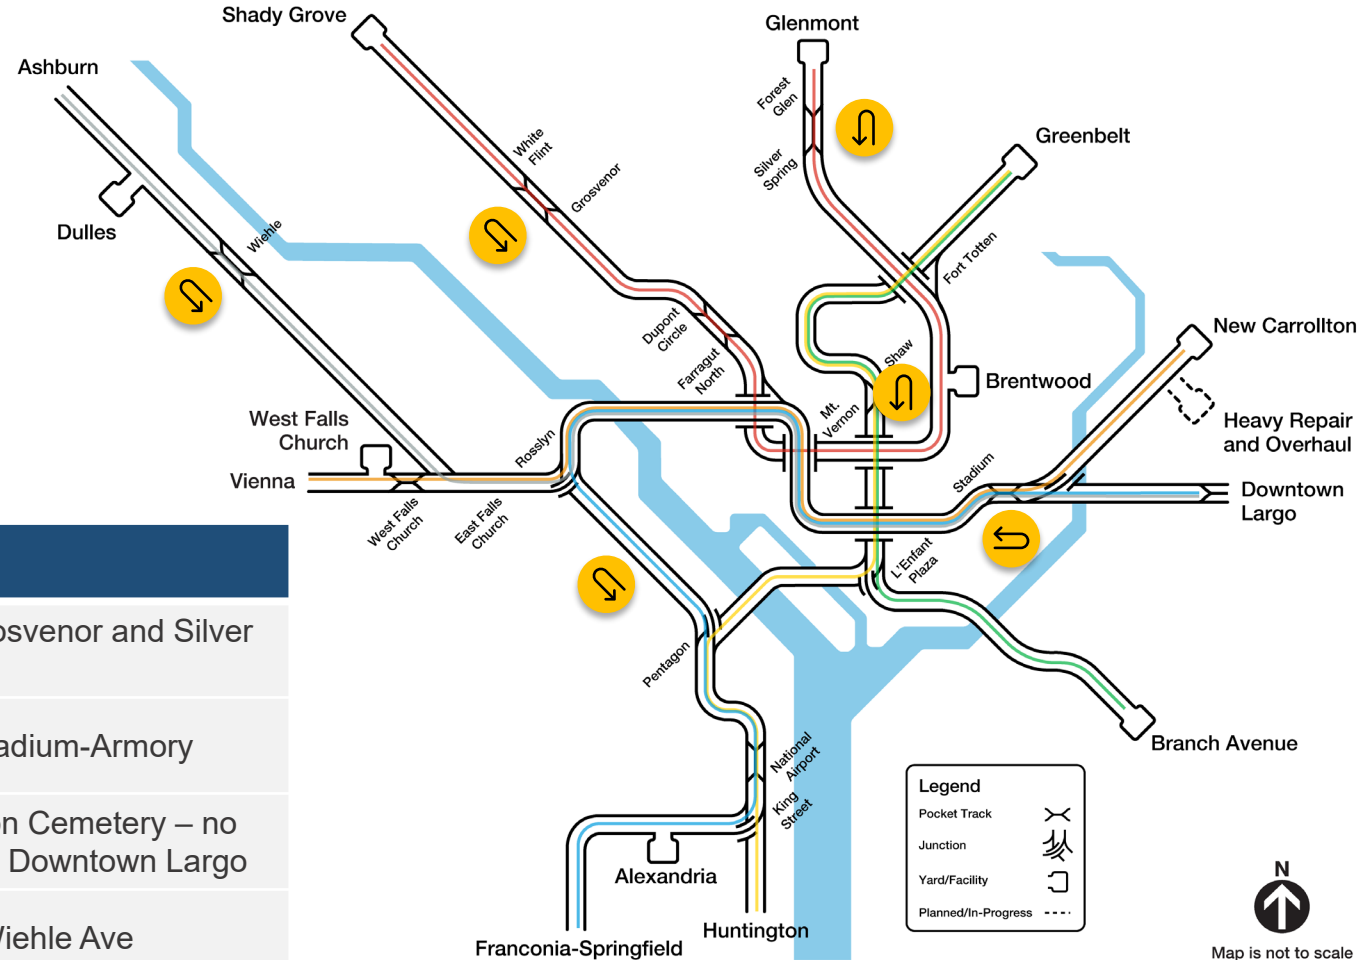 Shady Grove
Glenmont
Ashburn
Forest
Glen
Greenbelt
White
Flint
Silver
Spring
Grosvenor
Dulles
Wiehle
Fort Totten
Dupont
Circle
New Carrollton
Farragut
North
Shaw
Brentwood
Mt.
Vernon
West Falls
Church
Heavy Repair
and Overhaul
Rosslyn
Vienna
Stadium
Downtown
Largo
West Falls
Church
East Falls
Church
L'Enfant
Plaza
Pentagon
osvenor and Silver
adium-Armory
on Cemetery – no
Downtown Largo
Wiehle Ave
Branch Avenue
National
Airport
King
Street
Alexandria
Huntington
Franconia-Springfield
Legend
Pocket Track
Junction
Yard/Facility
Planned/In-Progress
N
Map is not to scale